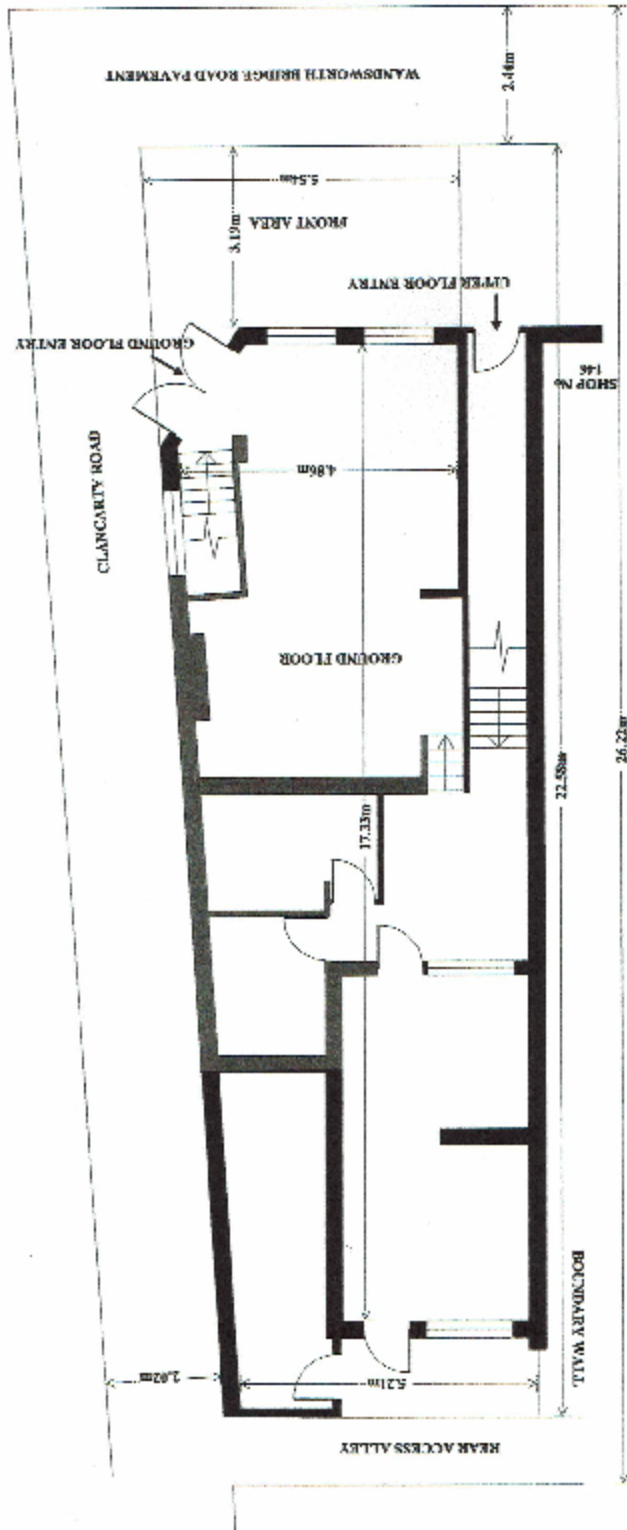 WANDSWORTH BRIDGE ROAD PAVEMENT
2.44m
5.54m
3.19m
FRONT AREA
UPPER FLOOR ENTRY
GROUND FLOOR ENTRY
SHOP No
146
CLANCARTY ROAD
4.86m
GROUND FLOOR
22.58m
26.22m
17.33m
BOUNDARY WALL
2.02m
5.21m
REAR ACCESS ALLEY